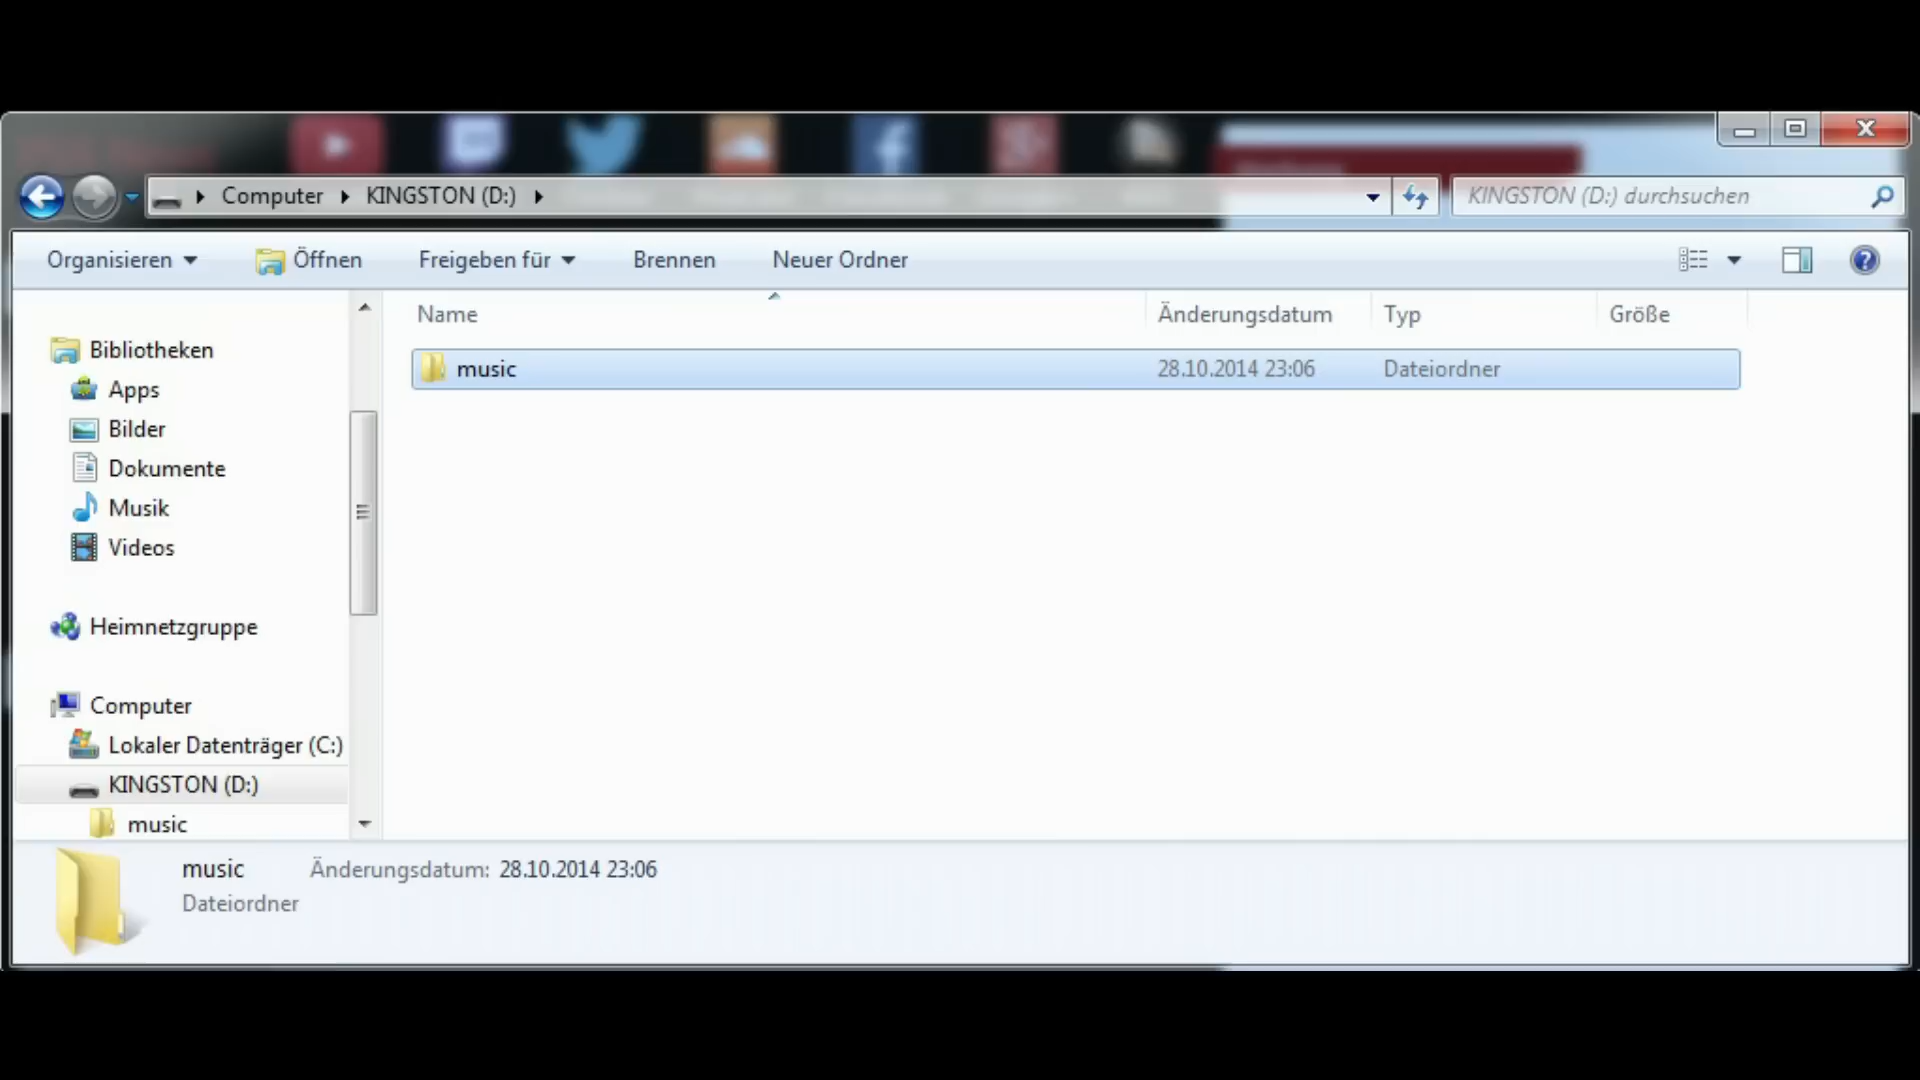 Computer KINGSTON (D:)
KINGSTON (D:) durchsuchen
Organisieren Öffnen Freigeben für Brennen Neuer Ordner
Name Änderungsdatum Typ Größe
music 28.10.2014 23:06 Dateiordner
Bibliotheken
Apps
Bilder
Dokumente
Musik
Videos
Heimnetzgruppe
Computer
Lokaler Datenträger (C:)
KINGSTON (D:)
music
music Änderungsdatum: 28.10.2014 23:06
Dateiordner